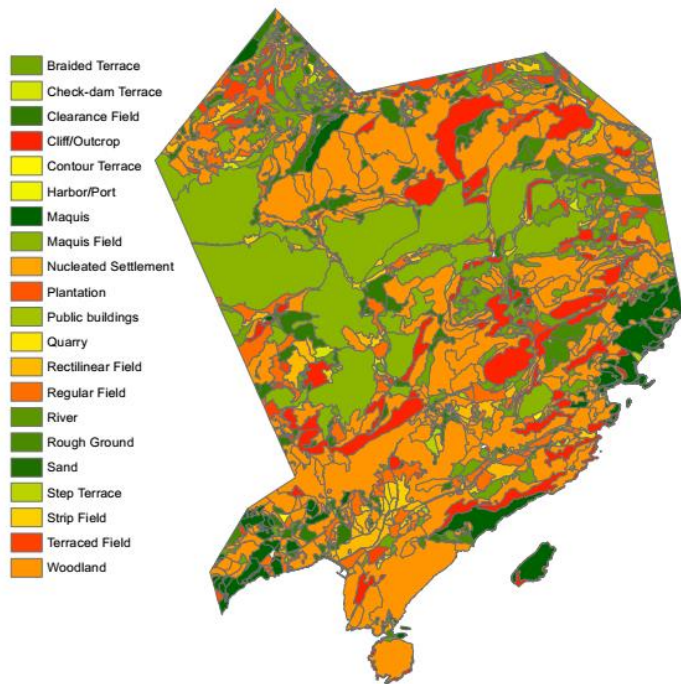 Braided Terrace
Check-dam Terrace
Clearance Field
Cliff/Outcrop
Contour Terrace
Harbor/Port
Maquis
Maquis Field
Nucleated Settlement
Plantation
Public buildings
Quarry
Rectilinear Field
Regular Field
River
Rough Ground
Sand
Step Terrace
Strip Field
Terraced Field
Woodland